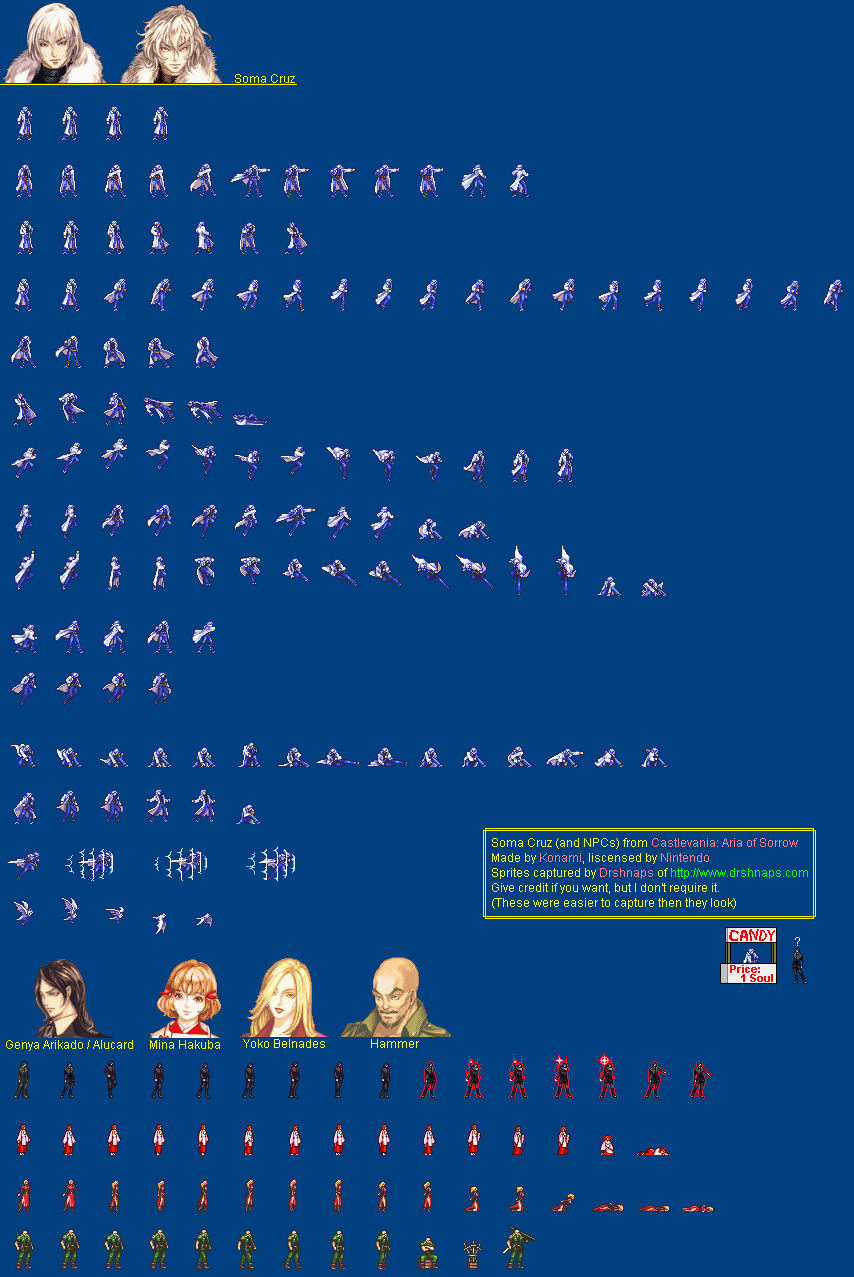 Soma Cruz
Soma Cruz (and NPCs) from Castlevania: Aria of Sorrow
Made by Konami, liscensed by Nintendo
Sprites captured by Drshnaps of http://www.drshnaps.com
Give credit if you want, but I don't require it.
(These were easier to capture then they look)
CANDY
Price:
1 Soul
?
Genya Arikado / Alucard
Mina Hakuba
Yoko Belnades
Hammer